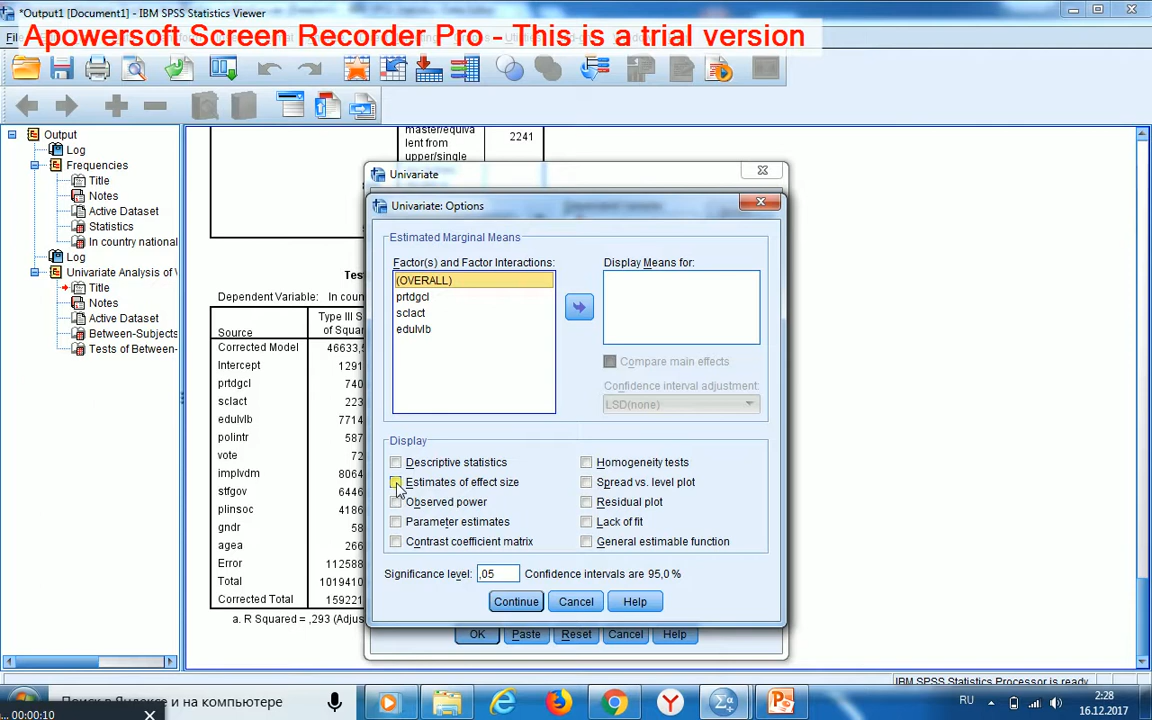 *Output1 [Document1] - IBM SPSS Statistics Viewer
Apowersoft Screen Recorder Pro - This is a trial version
Output
Log
Frequencies
Title
Notes
Active Dataset
Statistics
In country national
Log
Univariate Analysis of V
Title
Notes
Active Dataset
Between-Subjects
Tests of Between-
master/equiva
lent from
upper/single
2241
Tes
Dependent Variable: In coun
Source
Type III S
of Squar
Corrected Model 46633,5
Intercept 1291
prtdgcl 740
sclact 223
edulvlb 7714
polintr 587
vote 72
implvdm 8064
stfgov 6446
plinsoc 4186
gndr 53
agea 266
Error 112588
Total 1019410
Corrected Total 159221
a. R Squared = ,293 (Adjus
Univariate
Univariate: Options
Estimated Marginal Means
Factor(s) and Factor Interactions:
(OVERALL)
prtdgcl
sclact
edulvlb
Display Means for:
Compare main effects
Confidence interval adjustment:
LSD(none)
Display
Descriptive statistics
Homogeneity tests
Estimates of effect size
Spread vs. level plot
Observed power
Residual plot
Parameter estimates
Lack of fit
Contrast coefficient matrix
General estimable function
Significance level: ,05 Confidence intervals are 95,0 %
Continue Cancel Help
OK Paste Reset Cancel Help
IBM SPSS Statistics Processor is ready
Поиск в Яндексе и на компьютере
RU
2:28
16.12.2017
00:00:10